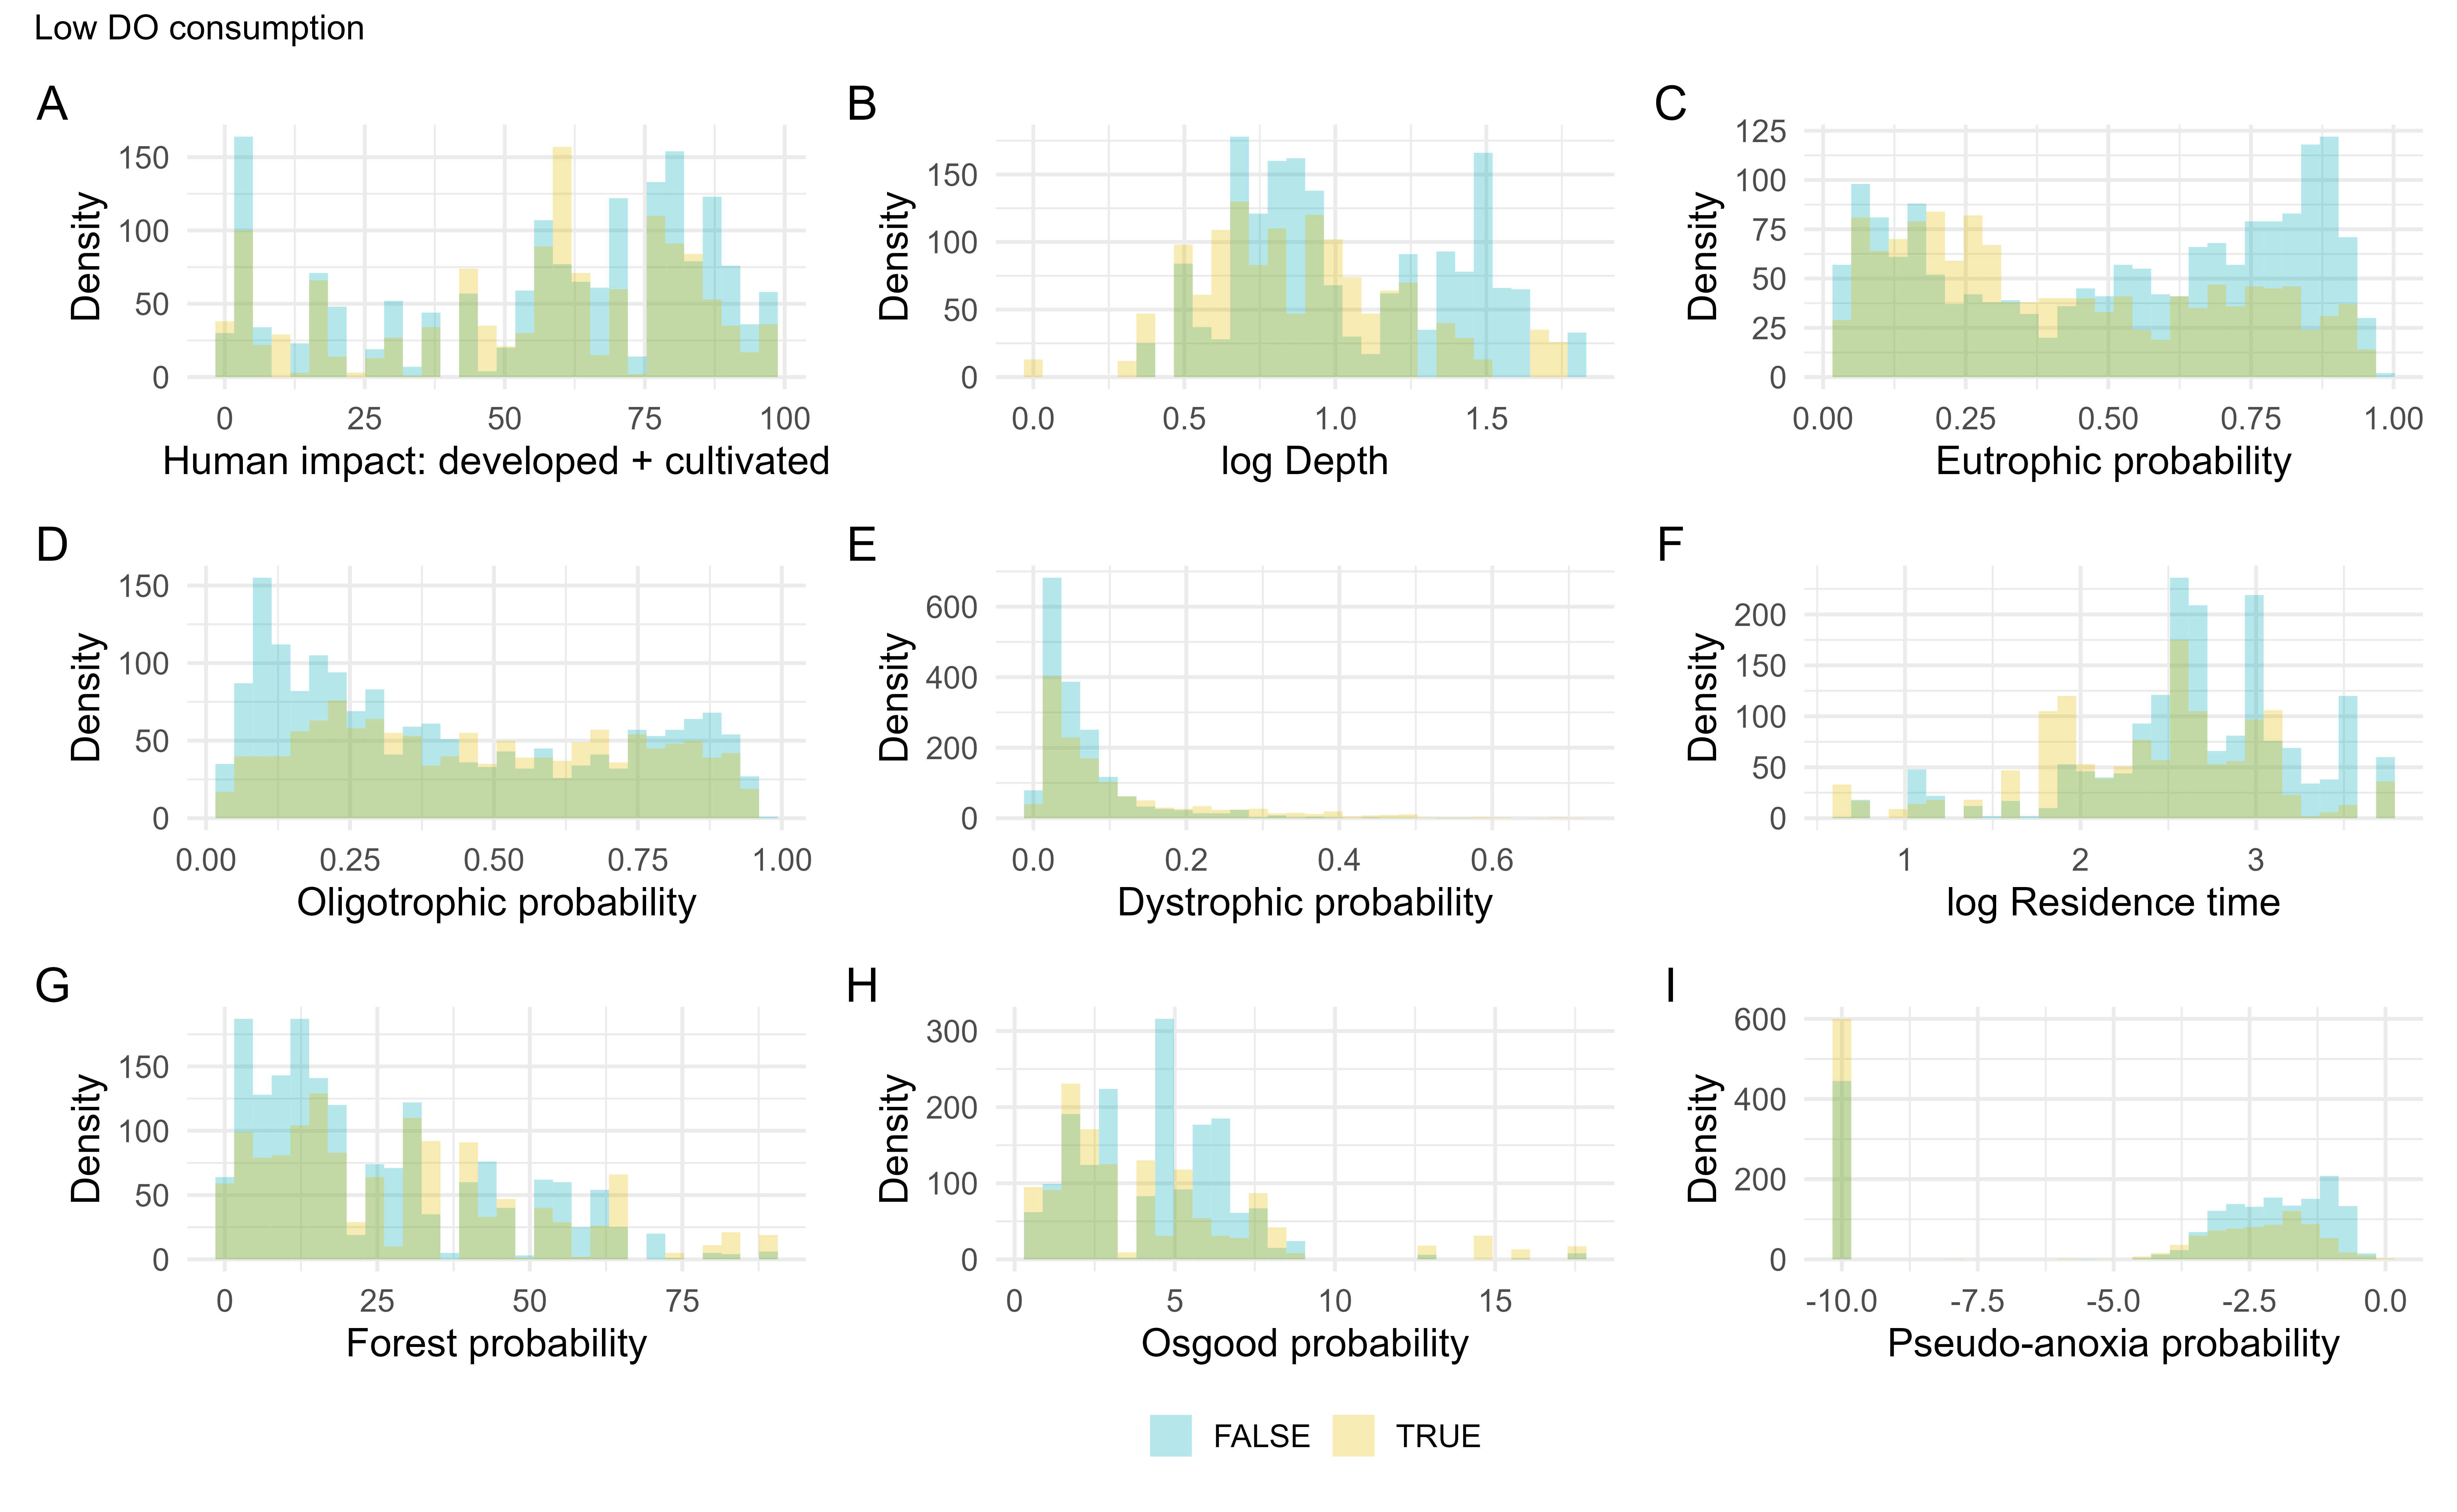 Low DO consumption
A
B
C
Density
150
100
50
0
0
25
50
75
100
Human impact: developed + cultivated
Density
150
100
50
0
0.0
0.5
1.0
1.5
log Depth
Density
125
100
75
50
25
0
0.00
0.25
0.50
0.75
1.00
Eutrophic probability
D
E
F
Density
150
100
50
0
0.00
0.25
0.50
0.75
1.00
Oligotrophic probability
Density
600
400
200
0
0.0
0.2
0.4
0.6
Dystrophic probability
Density
200
150
100
50
0
1
2
3
log Residence time
G
H
I
Density
150
100
50
0
0
25
50
75
Forest probability
Density
300
200
100
0
0
5
10
15
Osgood probability
Density
600
400
200
0
-10.0
-7.5
-5.0
-2.5
0.0
Pseudo-anoxia probability
FALSE
TRUE